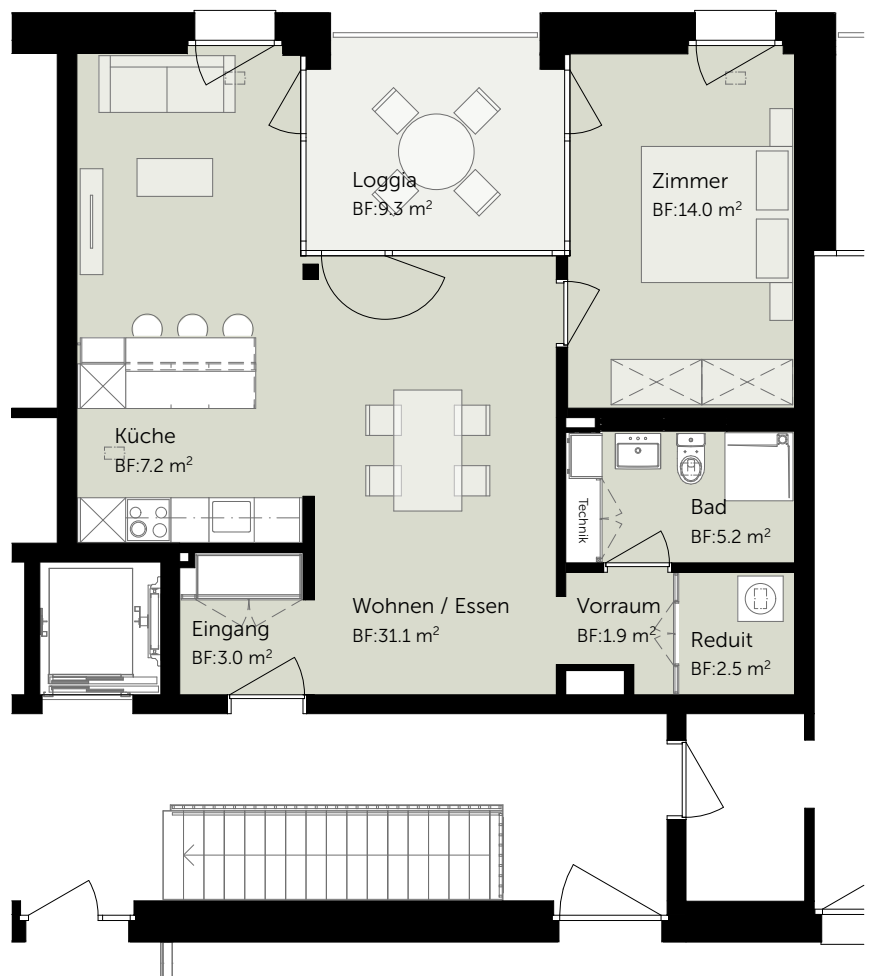 Loggia
BF:9.3 m²
Zimmer
BF:14.0 m²
Küche
BF:7.2 m²
Technik
Bad
BF:5.2 m²
Wohnen / Essen
BF:31.1 m²
Vorraum
BF:1.9 m²
Eingang
BF:3.0 m²
Reduit
BF:2.5 m²